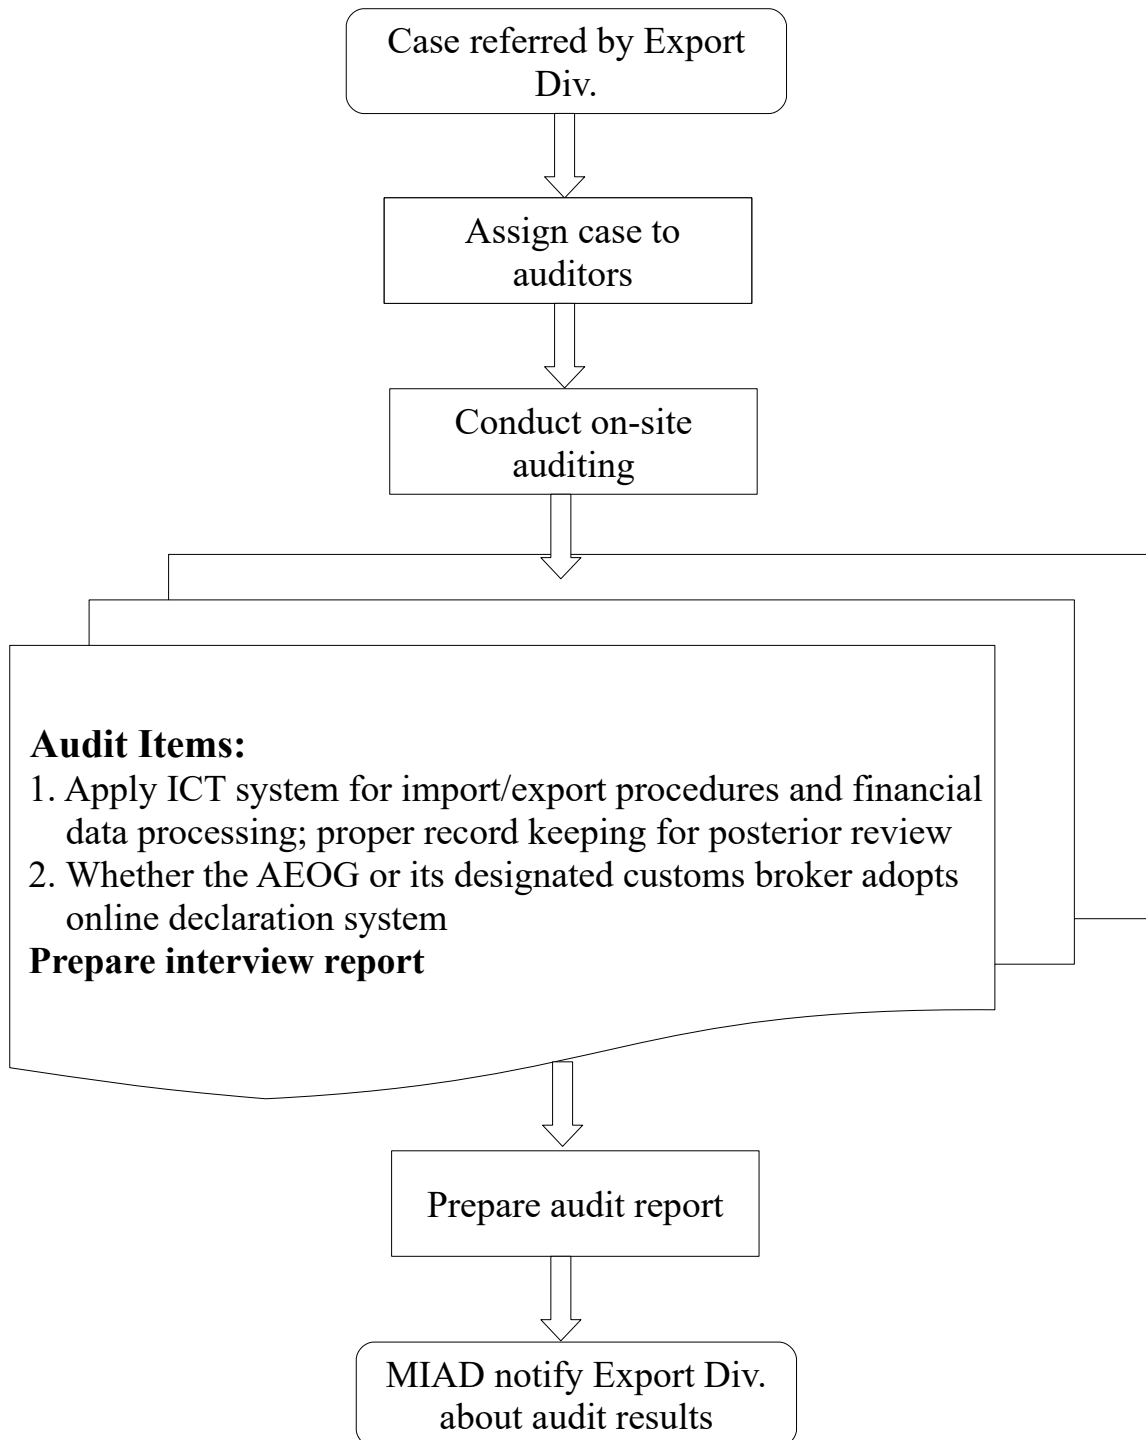 Case referred by Export
Div.
Assign case to
auditors
Conduct on-site
auditing
Audit Items:
1. Apply ICT system for import/export procedures and financial
data processing; proper record keeping for posterior review
2. Whether the AEOG or its designated customs broker adopts
online declaration system
Prepare interview report
Prepare audit report
MIAD notify Export Div.
about audit results